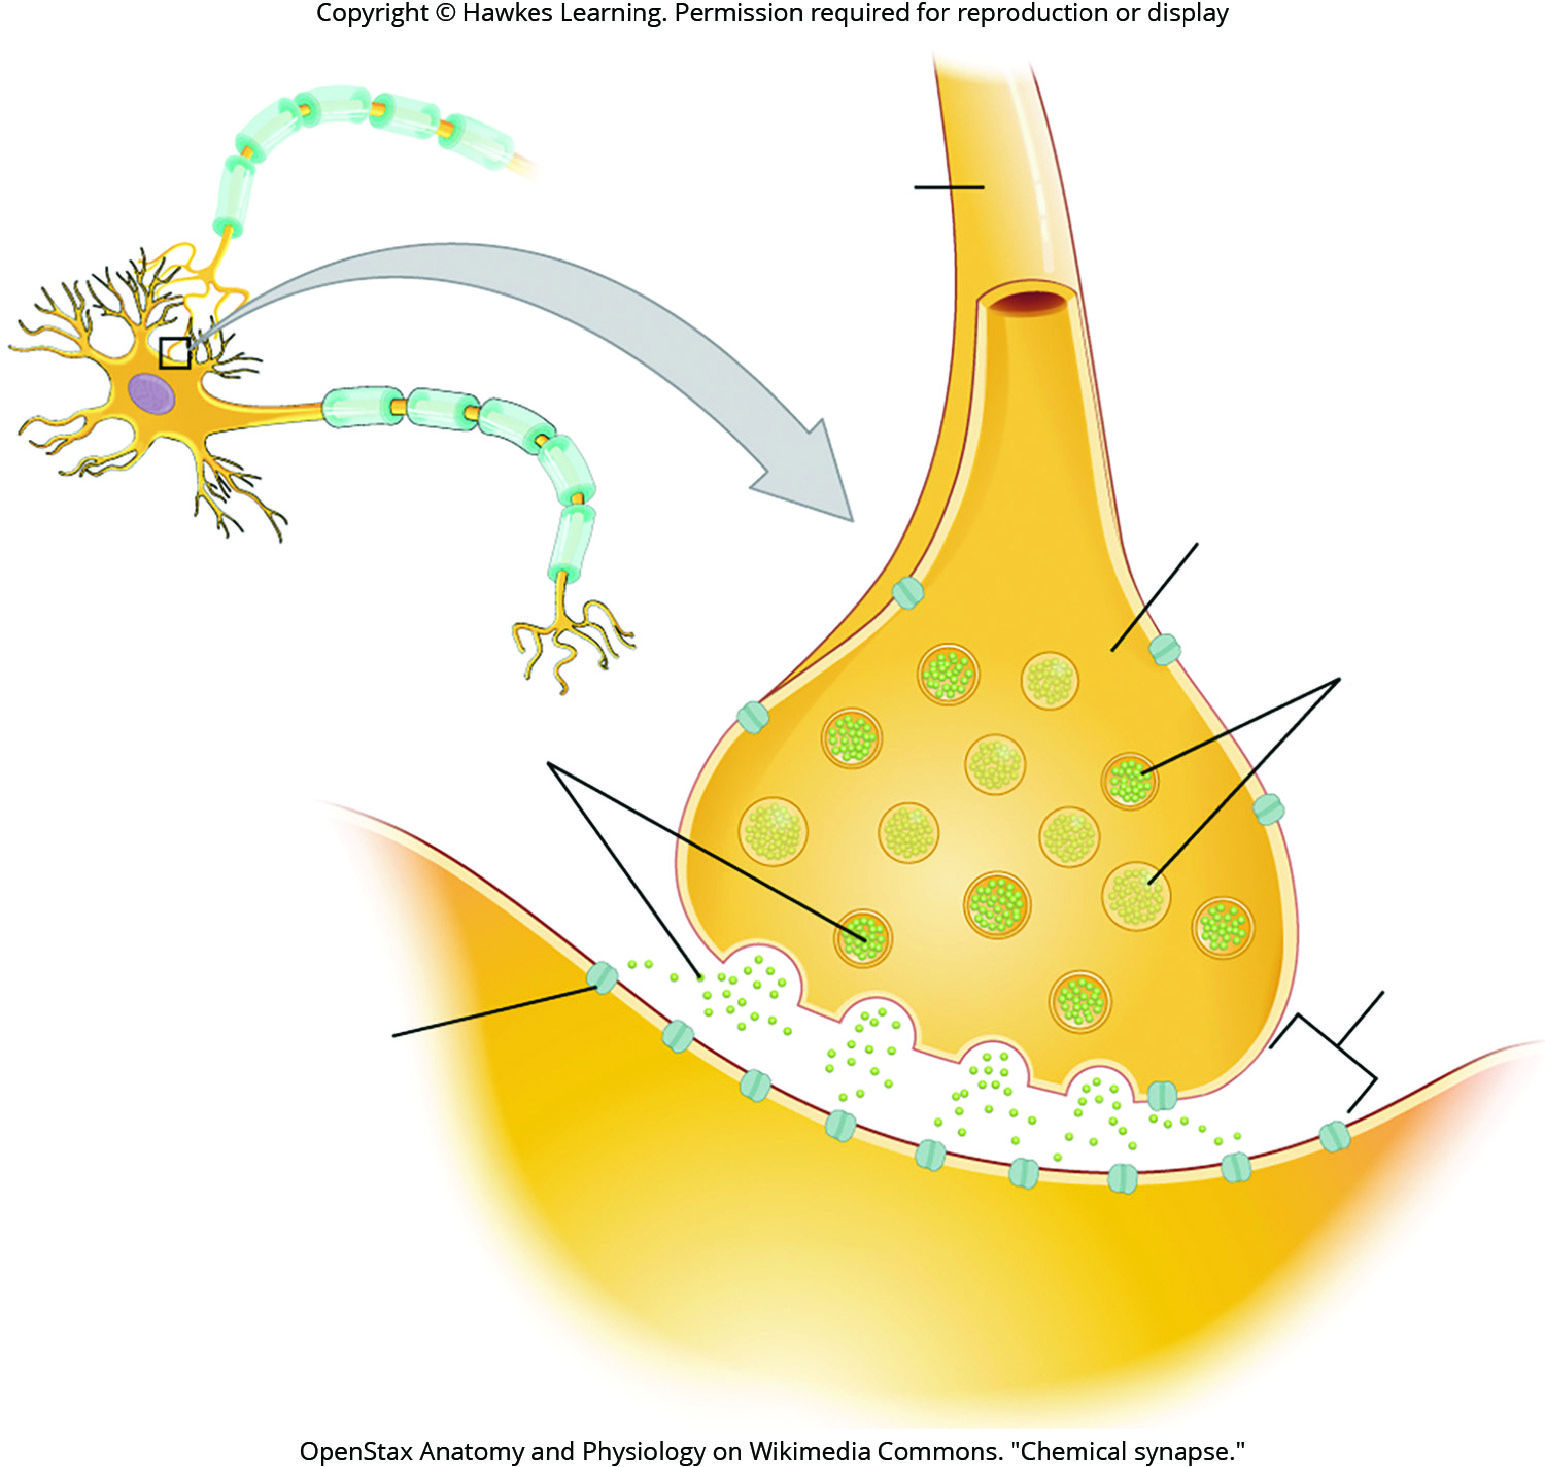 Copyright © Hawkes Learning. Permission required for reproduction or display
OpenStax Anatomy and Physiology on Wikimedia Commons. "Chemical synapse."